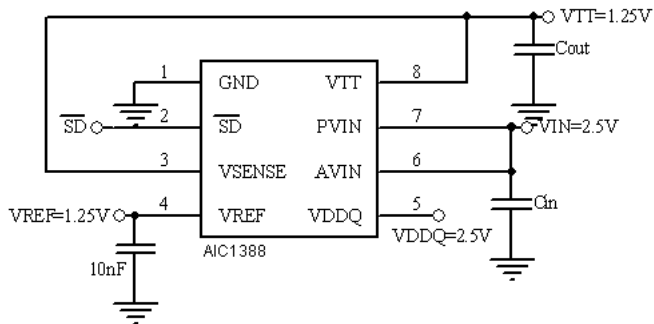 VTT=1.25V
Cout
1 GND VTT 8
SD 2 SD PVIN 7 VIN=2.5V
3 VSENSE AVIN 6
VREF=1.25V 4 VREF VDDQ 5
Cin
VDDQ=2.5V
AIC1388
10nF